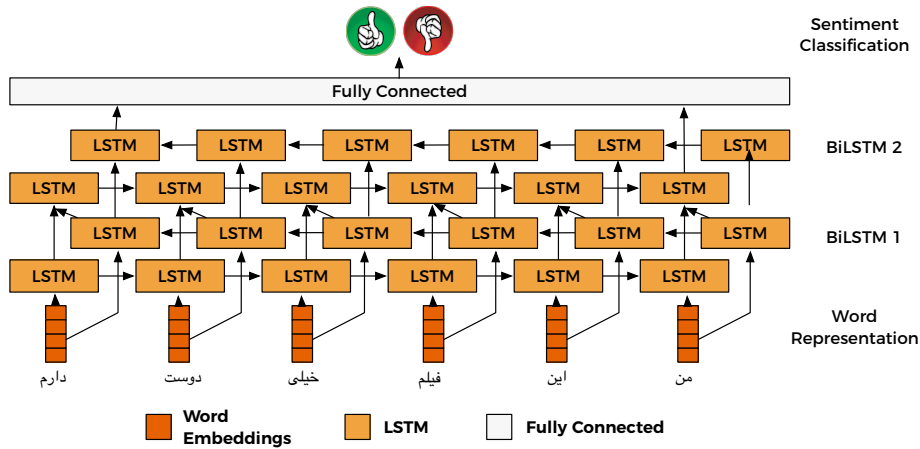 Sentiment
Classification
Fully Connected
LSTM LSTM LSTM LSTM LSTM LSTM
BiLSTM 2
LSTM LSTM LSTM LSTM LSTM LSTM
LSTM LSTM LSTM LSTM LSTM LSTM
BiLSTM 1
LSTM LSTM LSTM LSTM LSTM LSTM
Word
Representation
من این فیلم خیلی دوست دارم
Word
Embeddings
LSTM
Fully Connected